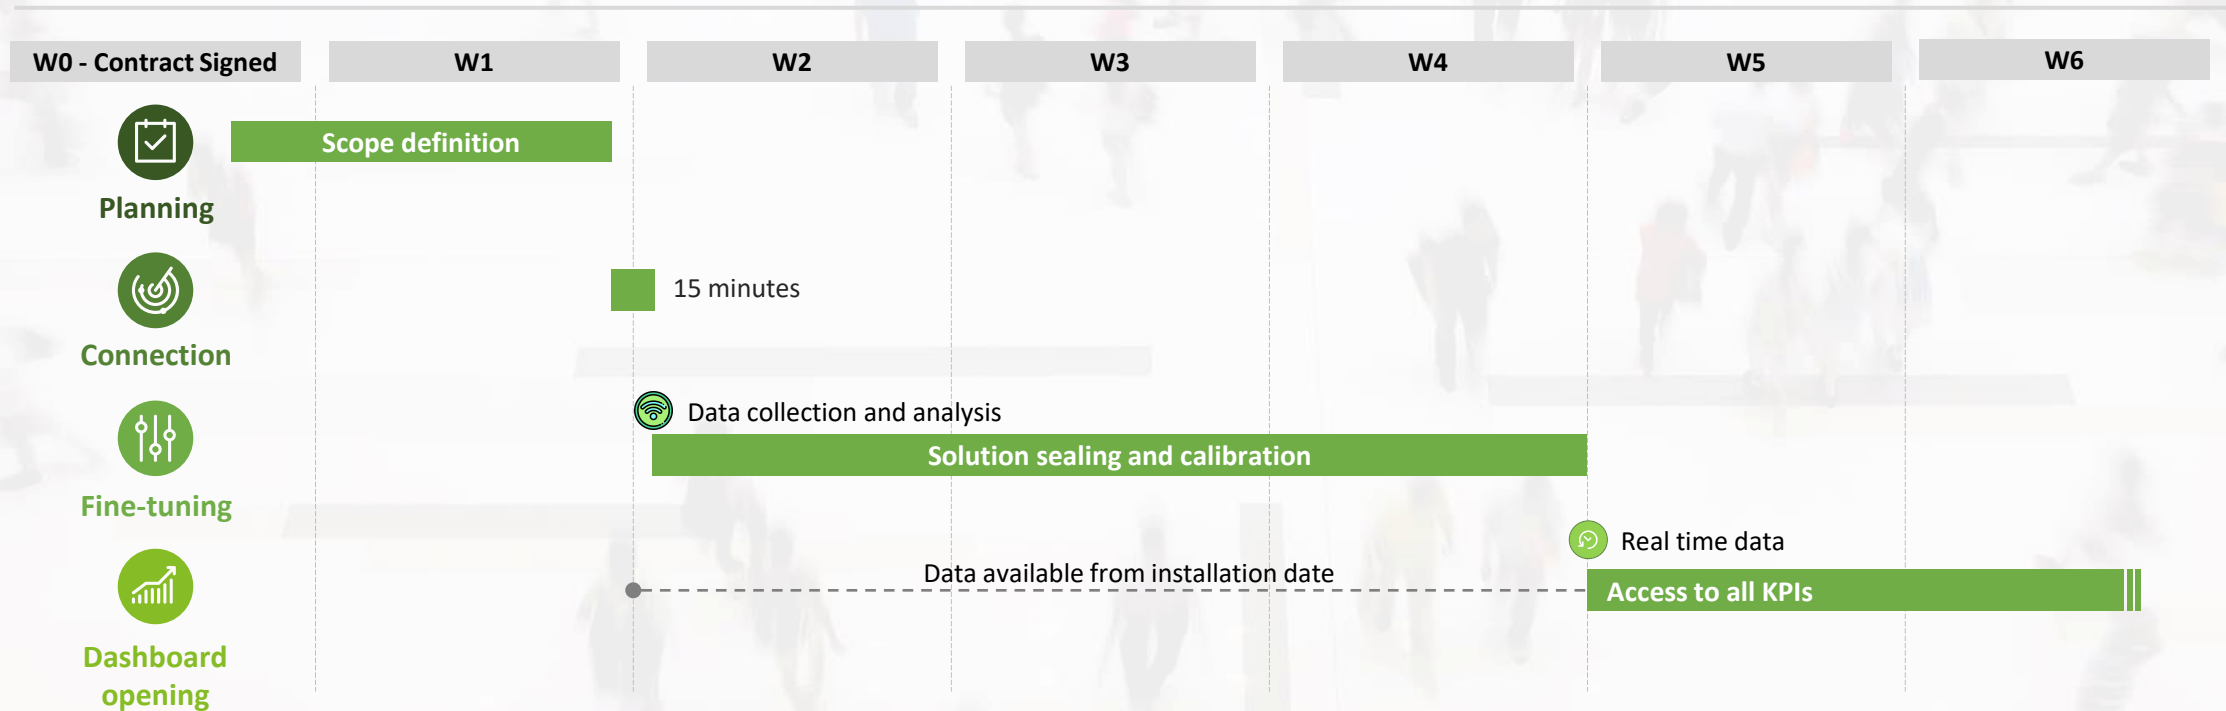 W0 - Contract Signed
W1
W2
W3
W4
W5
W6
Scope definition
Planning
15 minutes
Connection
Data collection and analysis
Solution sealing and calibration
Fine-tuning
Real time data
Data available from installation date
Access to all KPIs
Dashboard
opening